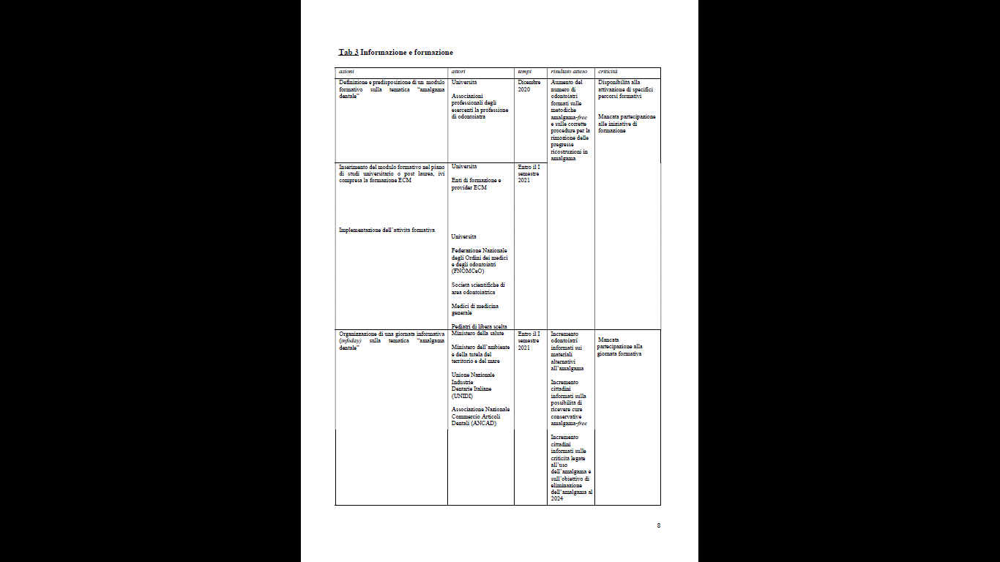 Tab 3 Informazione e formazione
azioni
attori
tempi
risultato atteso
criticità
Definizione e predisposizione di un modulo
formativo sulla tematica “amalgama
dentale”
Università
Associazioni
professionali degli
esercenti la professione
di odontoiatra
Dicembre
2020
Aumento del
numero di
odontoiatri
formati sulle
metodiche
amalgama-free
e sulle corrette
procedure per la
rimozione delle
pregresse
ricostruzioni in
amalgama
Disponibilità alla
attivazione di specifici
percorsi formativi
Mancata partecipazione
alle iniziative di
formazione
Inserimento del modulo formativo nel piano
di studi universitario o post laurea, ivi
compresa la formazione ECM
Università
Enti di formazione e
provider ECM
Entro il I
semestre
2021
Implementazione dell’attività formativa
Università
Federazione Nazionale
degli Ordini dei medici
e degli odontoiatri
(FNOMCeO)
Società scientifiche di
area odontoiatrica
Medici di medicina
generale
Pediatri di libera scelta
Organizzazione di una giornata informativa
(infoday) sulla tematica “amalgama
dentale”
Ministero della salute
Ministero dell’ambiente
e della tutela del
territorio e del mare
Unione Nazionale
Industrie
Dentarie Italiane
(UNIDI)
Associazione Nazionale
Commercio Articoli
Dentali (ANCAD)
Entro il I
semestre
2021
Incremento
odontoiatri
informati sui
materiali
alternativi
all’amalgama
Incremento
cittadini
informati sulla
possibilità di
ricevere cure
conservative
amalgama-free
Incremento
cittadini
informati sulle
criticità legate
all’uso
dell’amalgama e
sull’obiettivo di
eliminazione
dell’amalgama al
2024
Mancata
partecipazione alla
giornata formativa
8